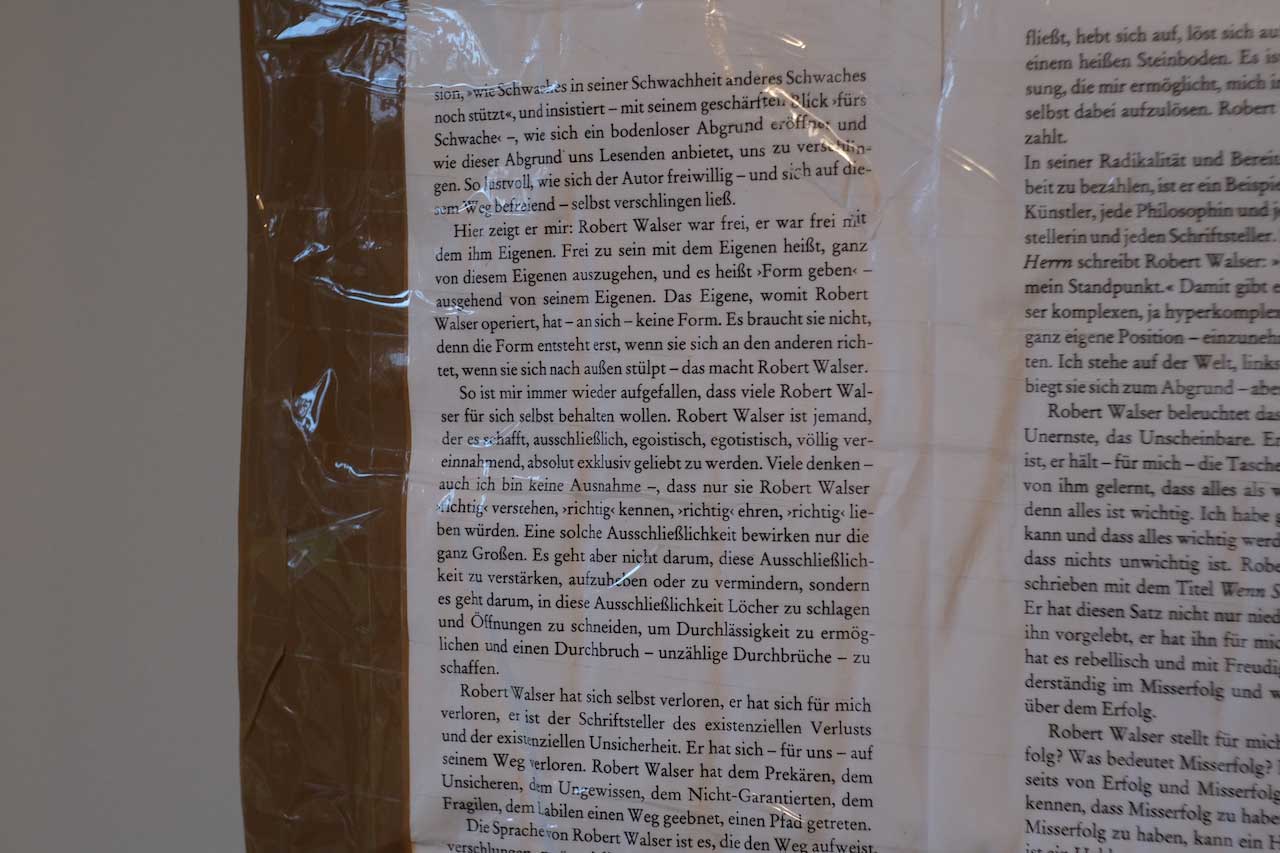 sion, »wie Schwaches in seiner Schwachheit anderes Schwaches
noch stützt«, und insistiert – mit seinem geschärften Blick ›fürs
Schwache‹ –, wie sich ein bodenloser Abgrund eröffnet und
wie dieser Abgrund uns Lesenden anbietet, uns zu verschlin-
gen. So lustvoll, wie sich der Autor freiwillig – und sich auf die-
sem Weg befreiend – selbst verschlingen ließ.
Hier zeigt er mir: Robert Walser war frei, er war frei mit
dem ihm Eigenen. Frei zu sein mit dem Eigenen heißt, ganz
von diesem Eigenen auszugehen, und es heißt ›Form geben‹ –
ausgehend von seinem Eigenen. Das Eigene, womit Robert
Walser operiert, hat – an sich – keine Form. Es braucht sie nicht,
denn die Form entsteht erst, wenn sie sich an den anderen rich-
tet, wenn sie sich nach außen stülpt – das macht Robert Walser.
So ist mir immer wieder aufgefallen, dass viele Robert Wal-
ser für sich selbst behalten wollen. Robert Walser ist jemand,
der es schafft, ausschließlich, egoistisch, egotistisch, völlig ver-
einnahmend, absolut exklusiv geliebt zu werden. Viele denken –
auch ich bin keine Ausnahme –, dass nur sie Robert Walser
›richtig‹ verstehen, ›richtig‹ kennen, ›richtig‹ ehren, ›richtig‹ lie-
ben würden. Eine solche Ausschließlichkeit bewirken nur die
ganz Großen. Es geht aber nicht darum, diese Ausschließlich-
keit zu verstärken, aufzuheben oder zu vermindern, sondern
es geht darum, in diese Ausschließlichkeit Löcher zu schlagen
und Öffnungen zu schneiden, um Durchlässigkeit zu ermög-
lichen und einen Durchbruch – unzählige Durchbrüche – zu
schaffen.
Robert Walser hat sich selbst verloren, er hat sich für mich
verloren, er ist der Schriftsteller des existenziellen Verlusts
und der existenziellen Unsicherheit. Er hat sich – für uns – auf
seinem Weg verloren. Robert Walser hat dem Prekären, dem
Unsicheren, dem Ungewissen, dem Nicht-Garantierten, dem
Fragilen, dem Labilen einen Weg geebnet, einen Pfad getreten.
Die Sprache von Robert Walser ist es, die den Weg aufweist,
fließt, hebt sich auf, löst sich
einem heißen Steinboden. Es
sung, die mir ermöglicht, mich
selbst dabei aufzulösen. Robert
zahlt.
In seiner Radikalität und
beit zu bezahlen, ist er ein
Künstler, jede Philosophin und
stellerin und jeden Schriftsteller.
Herrn schreibt Robert Walser: »
mein Standpunkt.« Damit gibt
ser komplexen, ja
ganz eigene Position –
ten. Ich stehe auf der Welt, links
biegt sie sich zum Abgrund –
Robert Walser beleuchtet
Unernste, das Unscheinbare.
ist, er hält – für mich – die
von ihm gelernt, dass alles als
denn alles ist wichtig. Ich habe
kann und dass alles wichtig
dass nichts unwichtig ist.
schrieben mit dem Titel Wenn
Er hat diesen Satz nicht nur
ihn vorgelebt, er hat ihn für
hat es rebellisch und mit
derständig im Misserfolg und
über dem Erfolg.
Robert Walser stellt für mich
folg? Was bedeutet Misserfolg?
seits von Erfolg und Misserfolg
kennen, dass Misserfolg zu
Misserfolg zu haben, kann ein